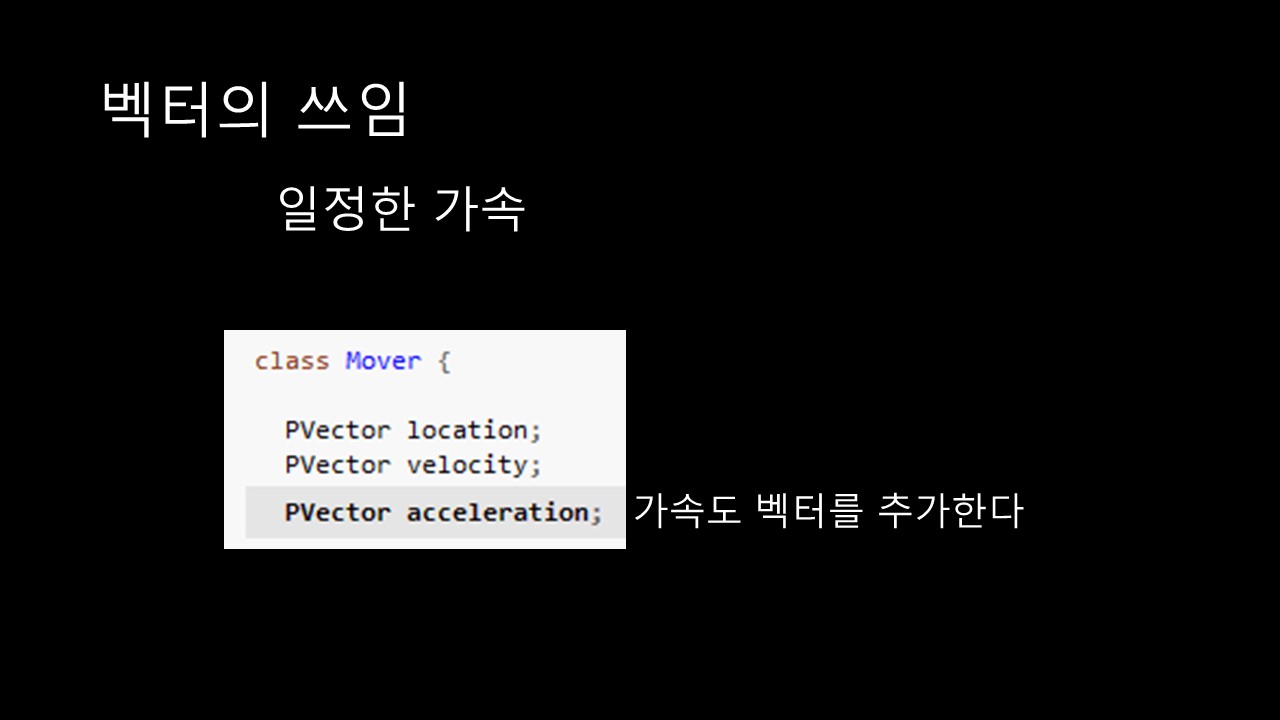 벡터의 쓰임
일정한 가속
class Mover {
PVector location;
PVector velocity;
PVector acceleration; 가속도 벡터를 추가한다